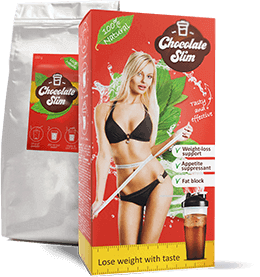 Chocolate
Slim
100%
Natural
Chocolate
Slim
Tasty and
effective
Weight-loss
support
Appetite
suppressant
Fat block
Lose weight with taste